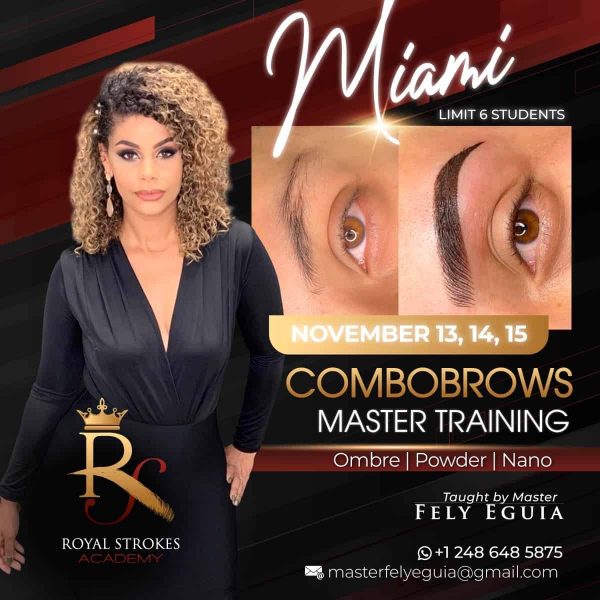 Miami
LIMIT 6 STUDENTS
NOVEMBER 13, 14, 15
COMBOBROWS
MASTER TRAINING
Ombre | Powder | Nano
Taught by Master
FELY EGUIA
+1 248 648 5875
masterfelyeguia@gmail.com
RS
ROYAL STROKES
ACADEMY